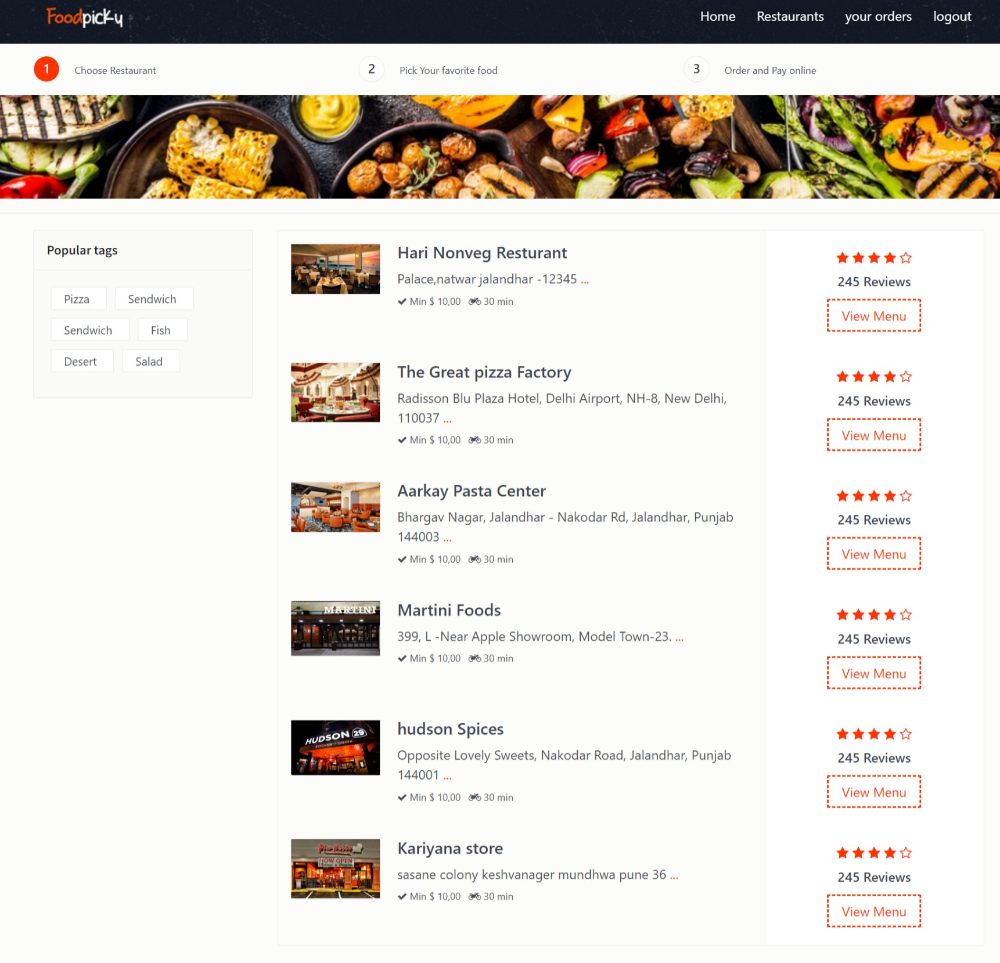 Foodpicky
Home Restaurants your orders logout
1 Choose Restaurant
2 Pick Your favorite food
3 Order and Pay online
Popular tags
Pizza Sendwich
Sendwich Fish
Desert Salad
Hari Nonveg Resturant
Palace,natwar jalandhar -12345 ...
Min $ 10,00 30 min
245 Reviews
View Menu
The Great pizza Factory
Radisson Blu Plaza Hotel, Delhi Airport, NH-8, New Delhi,
110037 ...
Min $ 10,00 30 min
245 Reviews
View Menu
Aarkay Pasta Center
Bhargav Nagar, Jalandhar - Nakodar Rd, Jalandhar, Punjab
144003 ...
Min $ 10,00 30 min
245 Reviews
View Menu
MARTINI
Martini Foods
399, L -Near Apple Showroom, Model Town-23. ...
Min $ 10,00 30 min
245 Reviews
View Menu
HUDSON 29
KITCHEN + DRINK
hudson Spices
Opposite Lovely Sweets, Nakodar Road, Jalandhar, Punjab
144001 ...
Min $ 10,00 30 min
245 Reviews
View Menu
NOW OPEN
Kariyana store
sasane colony keshvanager mundhwa pune 36 ...
Min $ 10,00 30 min
245 Reviews
View Menu